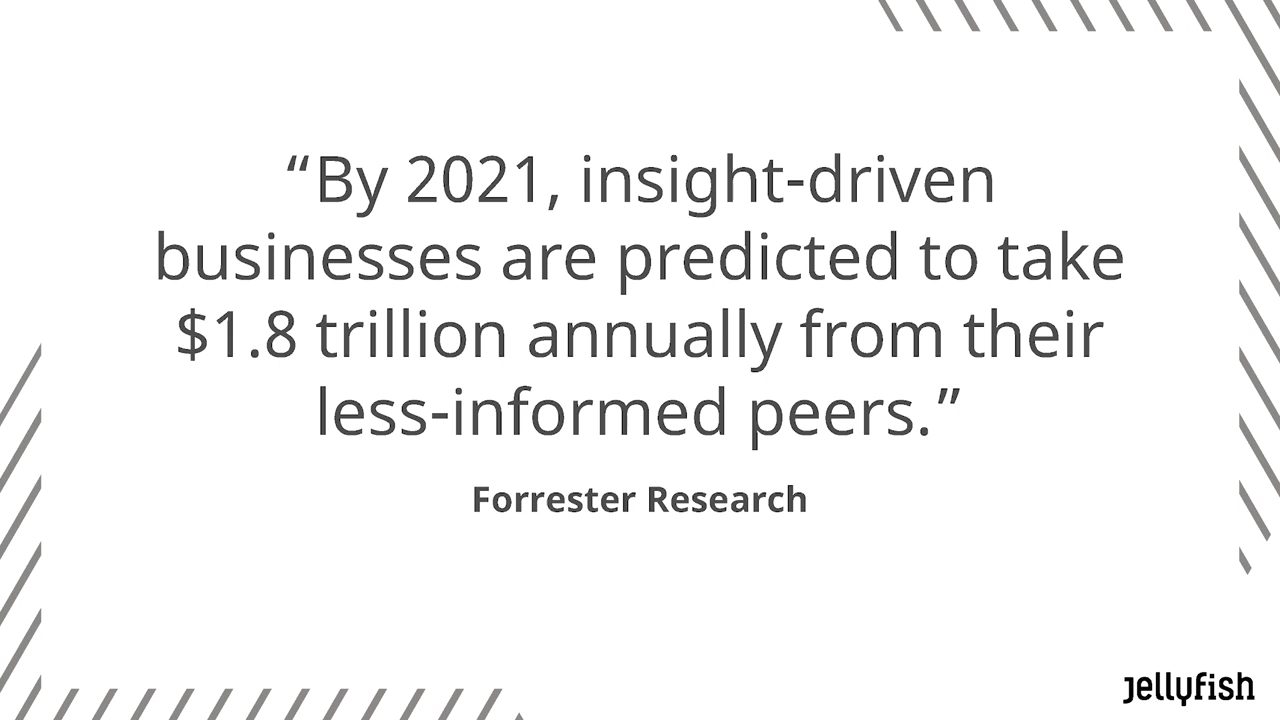 “By 2021, insight-driven
businesses are predicted to take
$1.8 trillion annually from their
less-informed peers.”
Forrester Research
jellyfish